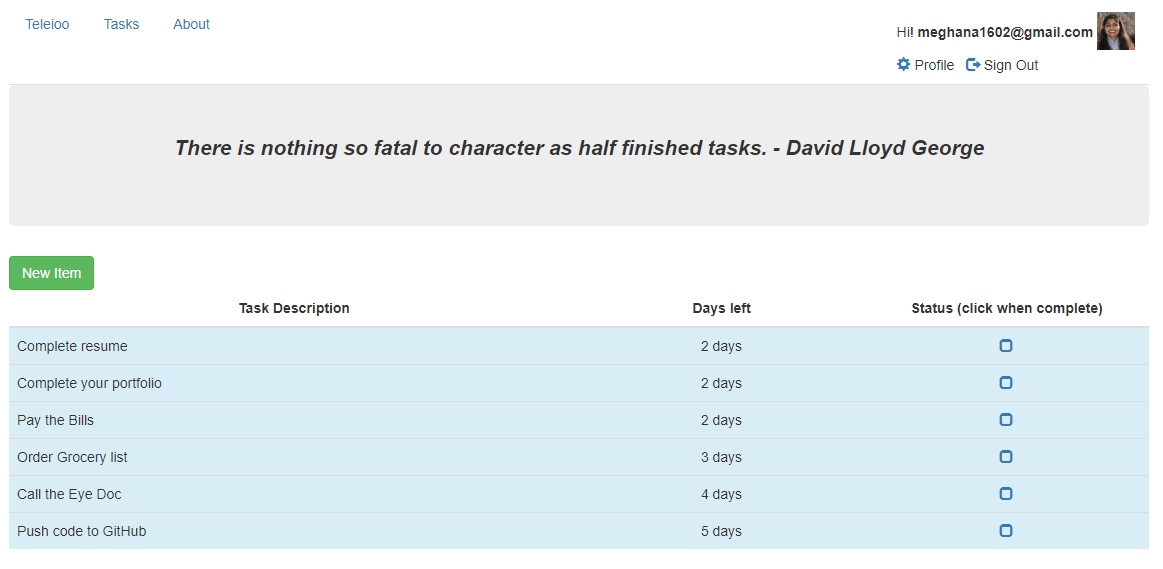 Teleioo Tasks About
Hi! meghana1602@gmail.com
Profile Sign Out
There is nothing so fatal to character as half finished tasks. - David Lloyd George
New Item
Task Description Days left Status (click when complete)
Complete resume 2 days
Complete your portfolio 2 days
Pay the Bills 2 days
Order Grocery list 3 days
Call the Eye Doc 4 days
Push code to GitHub 5 days